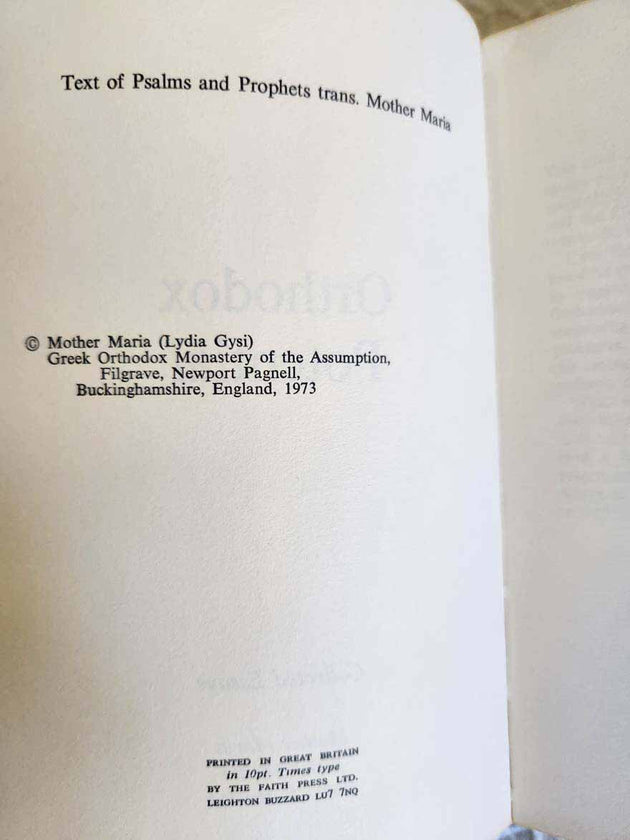 Text of Psalms and Prophets trans. Mother Maria
Orthodox
© Mother Maria (Lydia Gysi)
Greek Orthodox Monastery of the Assumption,
Filgrave, Newport Pagnell,
Buckinghamshire, England, 1973
PRINTED IN GREAT BRITAIN
in 10pt. Times type
BY THE FAITH PRESS LTD.
LEIGHTON BUZZARD LU7 7NQ